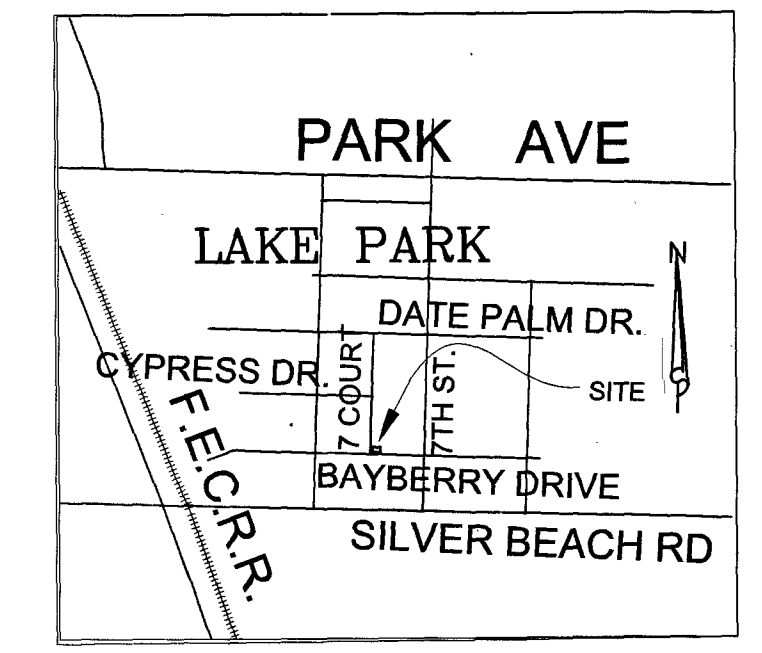 PARK AVE
LAKE PARK
N
DATE PALM DR.
CYPRESS DR.
7 COURT
7TH ST.
SITE
F.E.C.R.R.
BAYBERRY DRIVE
SILVER BEACH RD